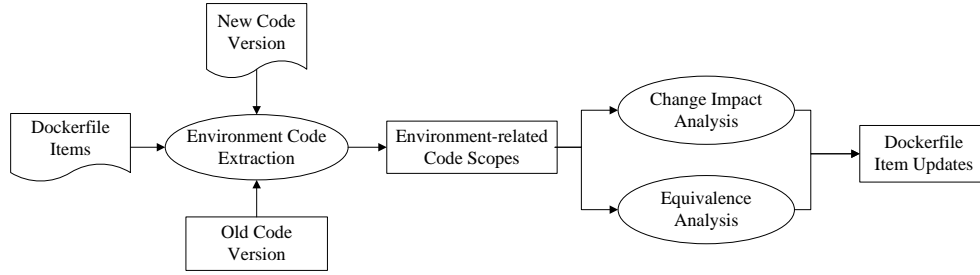 New Code
Version
Dockerfile
Items
Environment Code
Extraction
Environment-related
Code Scopes
Change Impact
Analysis
Equivalence
Analysis
Dockerfile
Item Updates
Old Code
Version